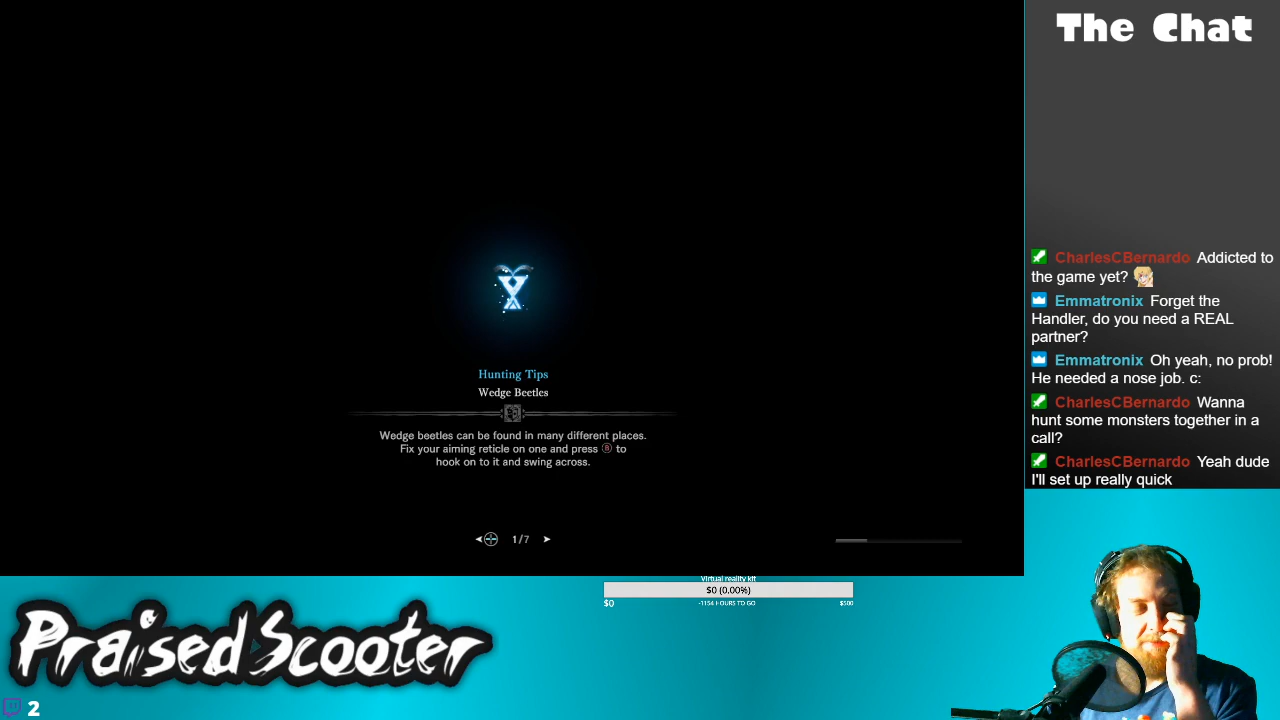 The Chat
CharlesCBernardo Addicted to
the game yet?
Emmatronix Forget the
Handler, do you need a REAL
partner?
Emmatronix Oh yeah, no prob!
He needed a nose job. c:
CharlesCBernardo Wanna
hunt some monsters together in a
call?
CharlesCBernardo Yeah dude
I'll set up really quick
Hunting Tips
Wedge Beetles
Wedge beetles can be found in many different places.
Fix your aiming reticle on one and press B to
hook on to it and swing across.
1/7
Virtual reality kit
$0 (0.00%)
$0 -1154 HOURS TO GO $500
PraisedScooter
2